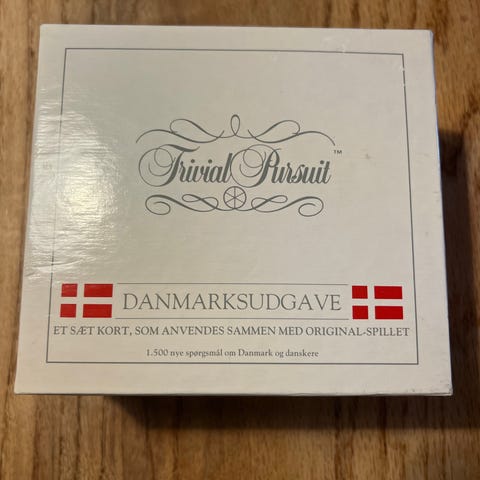 Trivial Pursuit™
DANMARKSUDGAVE
ET SÆT KORT, SOM ANVENDES SAMMEN MED ORIGINAL-SPILLET
1.500 nye spørgsmål om Danmark og danskere